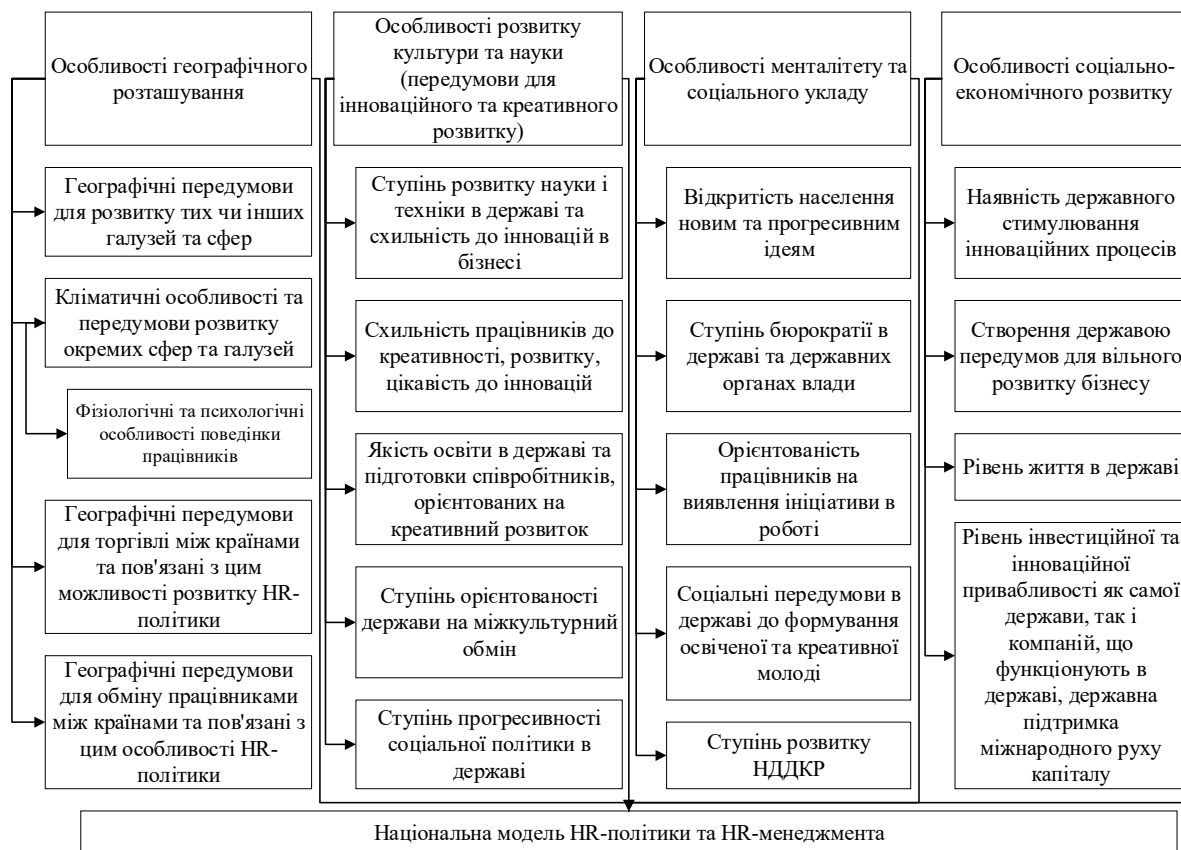 Особливості географічного
розташування
Географічні передумови
для розвитку тих чи інших
галузей та сфер
Кліматичні особливості та
передумови розвитку
окремих сфер та галузей
Фізіологічні та психологічні
особливості поведінки
працівників
Географічні передумови
для торгівлі між країнами
та пов'язані з цим
можливості розвитку HR-
політики
Географічні передумови
для обміну працівниками
між країнами та пов'язані з
цим особливості HR-
політики
Особливості розвитку
культури та науки
(передумови для
інноваційного та креативного
розвитку)
Ступінь розвитку науки і
техніки в державі та
схильність до інновацій в
бізнесі
Схильність працівників до
креативності, розвитку,
цікавість до інновацій
Якість освіти в державі та
підготовки співробітників,
орієнтованих на
креативний розвиток
Ступінь орієнтованості
держави на міжкультурний
обмін
Ступінь прогресивності
соціальної політики в
державі
Особливості менталітету та
соціального укладу
Відкритість населення
новим та прогресивним
ідеям
Ступінь бюрократії в
державі та державних
органах влади
Орієнтованість
працівників на
виявлення ініціативи в
роботі
Соціальні передумови в
державі до формування
освіченої та креативної
молоді
Ступінь розвитку
НДДКР
Особливості соціально-
економічного розвитку
Наявність державного
стимулювання
інноваційних процесів
Створення державою
передумов для вільного
розвитку бізнесу
Рівень життя в державі
Рівень інвестиційної та
інноваційної
привабливості як самої
держави, так і
компаній, що
функціонують в
державі, державна
підтримка
міжнародного руху
капіталу
Національна модель HR-політики та HR-менеджмента